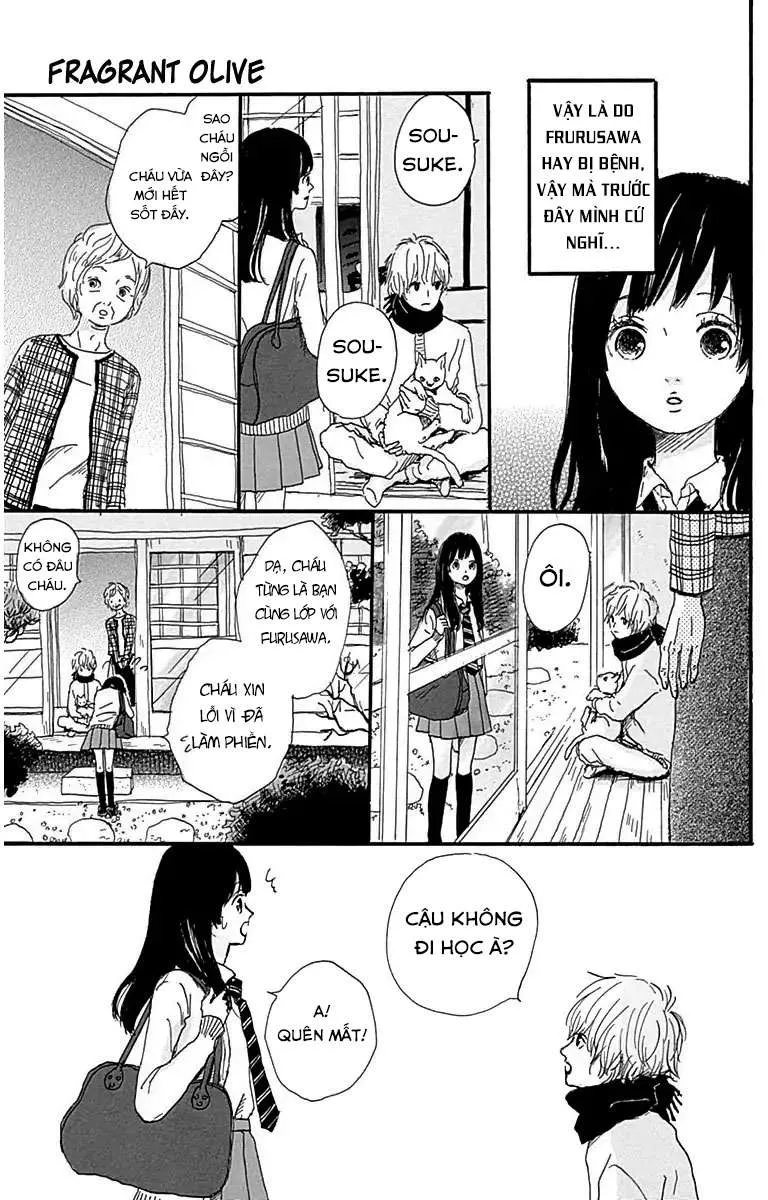 FRAGRANT OLIVE
VẬY LÀ DO
FRURUSAWA
HAY BỊ BỆNH,
VẬY MÀ TRƯỚC
ĐÂY MÌNH CỨ
NGHĨ...
SOU-
SUKE.
SOU-
SUKE.
SAO
CHÁU
NGỒI
ĐÂY?
CHÁU VỪA
MỚI HẾT
SỐT ĐẤY.
ÔI.
DẠ, CHÁU
TỪNG LÀ BẠN
CÙNG LỚP VỚI
FURUSAWA.
CHÁU XIN
LỖI VÌ ĐÃ
LÀM PHIỀN.
KHÔNG
CÓ ĐÂU
CHÁU.
CẬU KHÔNG
ĐI HỌC À?
A!
QUÊN MẤT!